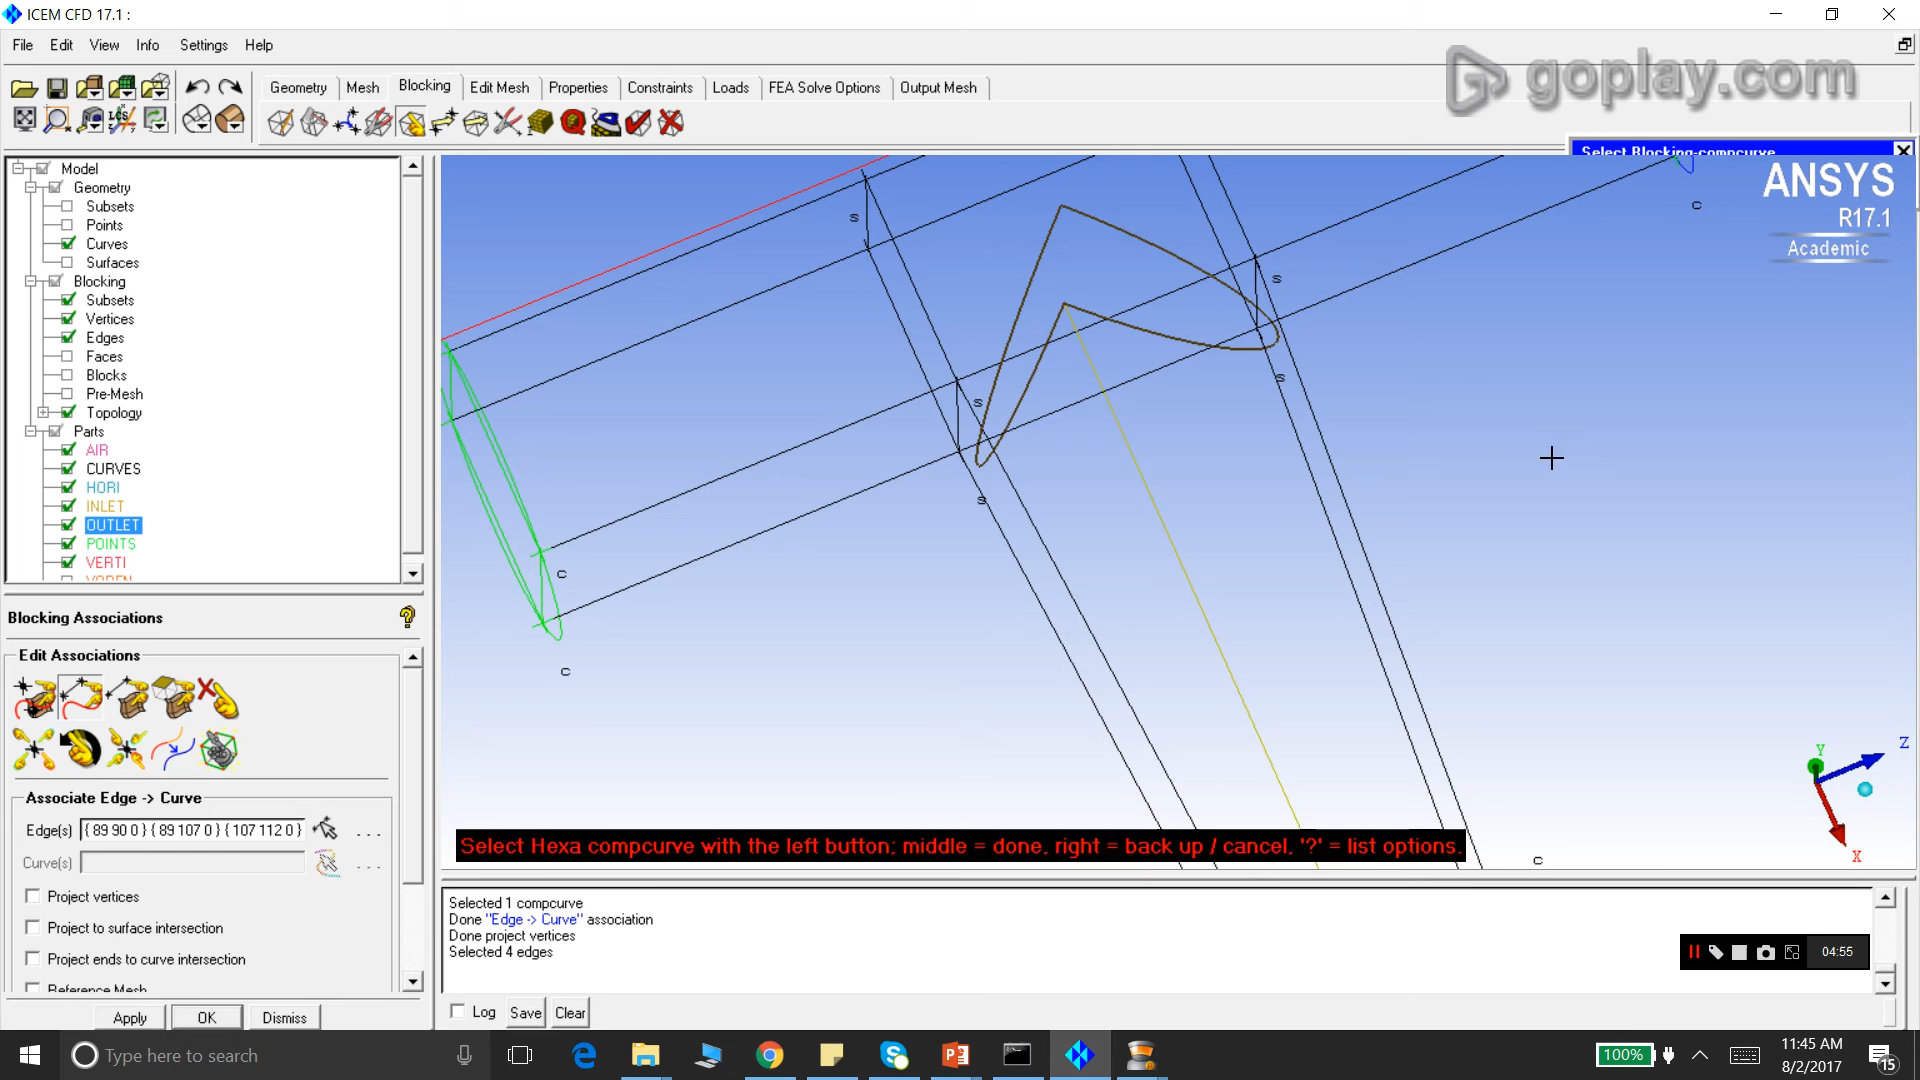 ICEM CFD 17.1 :
File Edit View Info Settings Help
goplay.com
Geometry Mesh Blocking Edit Mesh Properties Constraints Loads FEA Solve Options Output Mesh
LCS
Select Blocking-compcurve
Model
Geometry
Subsets
Points
Curves
Surfaces
Blocking
Subsets
Vertices
Edges
Faces
Blocks
Pre-Mesh
Topology
Parts
AIR
CURVES
HORI
INLET
OUTLET
POINTS
VERTI
ANSYS
R17.1
Academic
s
s
c
s
s
s
c
c
c
Y
Z
X
Select Hexa compcurve with the left button; middle = done, right = back up / cancel, '?' = list options.
Blocking Associations
Edit Associations
Associate Edge -> Curve
Edge(s) { 89 90 0 } { 89 107 0 } { 107 112 0 } . . .
Curve(s) . . .
Project vertices
Project to surface intersection
Project ends to curve intersection
Reference Mesh
Apply OK Dismiss
Selected 1 compcurve
Done "Edge -> Curve" association
Done project vertices
Selected 4 edges
Log Save Clear
04:55
Type here to search
100%
11:45 AM
8/2/2017
15